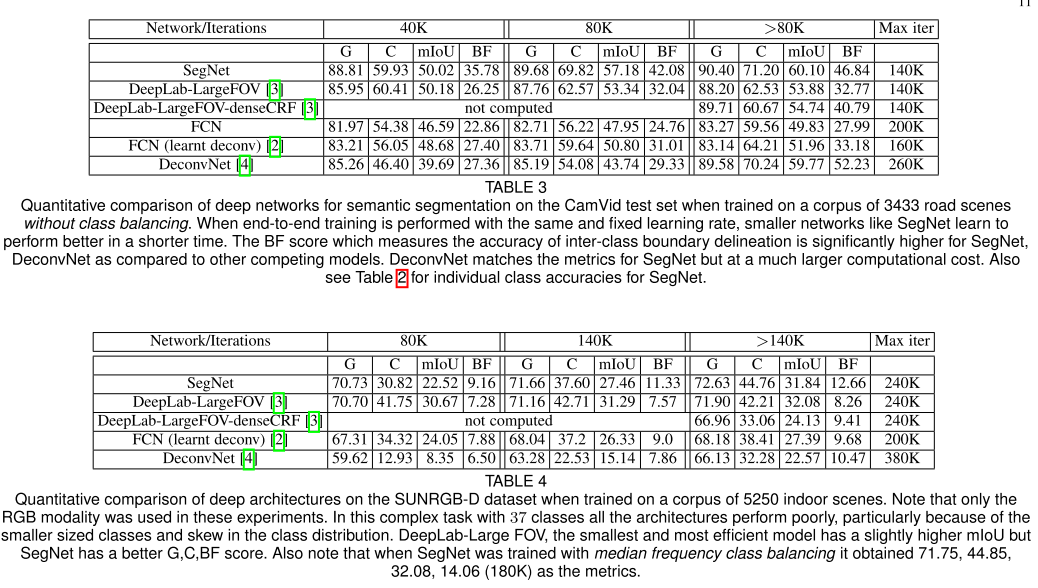 11
Network/Iterations 40K 80K >80K Max iter
G C mIoU BF G C mIoU BF G C mIoU BF
SegNet 88.81 59.93 50.02 35.78 89.68 69.82 57.18 42.08 90.40 71.20 60.10 46.84 140K
DeepLab-LargeFOV [3] 85.95 60.41 50.18 26.25 87.76 62.57 53.34 32.04 88.20 62.53 53.88 32.77 140K
DeepLab-LargeFOV-denseCRF [3] not computed 89.71 60.67 54.74 40.79 140K
FCN 81.97 54.38 46.59 22.86 82.71 56.22 47.95 24.76 83.27 59.56 49.83 27.99 200K
FCN (learnt deconv) [2] 83.21 56.05 48.68 27.40 83.71 59.64 50.80 31.01 83.14 64.21 51.96 33.18 160K
DeconvNet [4] 85.26 46.40 39.69 27.36 85.19 54.08 43.74 29.33 89.58 70.24 59.77 52.23 260K
TABLE 3
Quantitative comparison of deep networks for semantic segmentation on the CamVid test set when trained on a corpus of 3433 road scenes
without class balancing. When end-to-end training is performed with the same and fixed learning rate, smaller networks like SegNet learn to
perform better in a shorter time. The BF score which measures the accuracy of inter-class boundary delineation is significantly higher for SegNet,
DeconvNet as compared to other competing models. DeconvNet matches the metrics for SegNet but at a much larger computational cost. Also
see Table 2 for individual class accuracies for SegNet.
Network/Iterations 80K 140K >140K Max iter
G C mIoU BF G C mIoU BF G C mIoU BF
SegNet 70.73 30.82 22.52 9.16 71.66 37.60 27.46 11.33 72.63 44.76 31.84 12.66 240K
DeepLab-LargeFOV [3] 70.70 41.75 30.67 7.28 71.16 42.71 31.29 7.57 71.90 42.21 32.08 8.26 240K
DeepLab-LargeFOV-denseCRF [3] not computed 66.96 33.06 24.13 9.41 240K
FCN (learnt deconv) [2] 67.31 34.32 24.05 7.88 68.04 37.2 26.33 9.0 68.18 38.41 27.39 9.68 200K
DeconvNet [4] 59.62 12.93 8.35 6.50 63.28 22.53 15.14 7.86 66.13 32.28 22.57 10.47 380K
TABLE 4
Quantitative comparison of deep architectures on the SUNRGB-D dataset when trained on a corpus of 5250 indoor scenes. Note that only the
RGB modality was used in these experiments. In this complex task with 37 classes all the architectures perform poorly, particularly because of the
smaller sized classes and skew in the class distribution. DeepLab-Large FOV, the smallest and most efficient model has a slightly higher mIoU but
SegNet has a better G,C,BF score. Also note that when SegNet was trained with median frequency class balancing it obtained 71.75, 44.85,
32.08, 14.06 (180K) as the metrics.